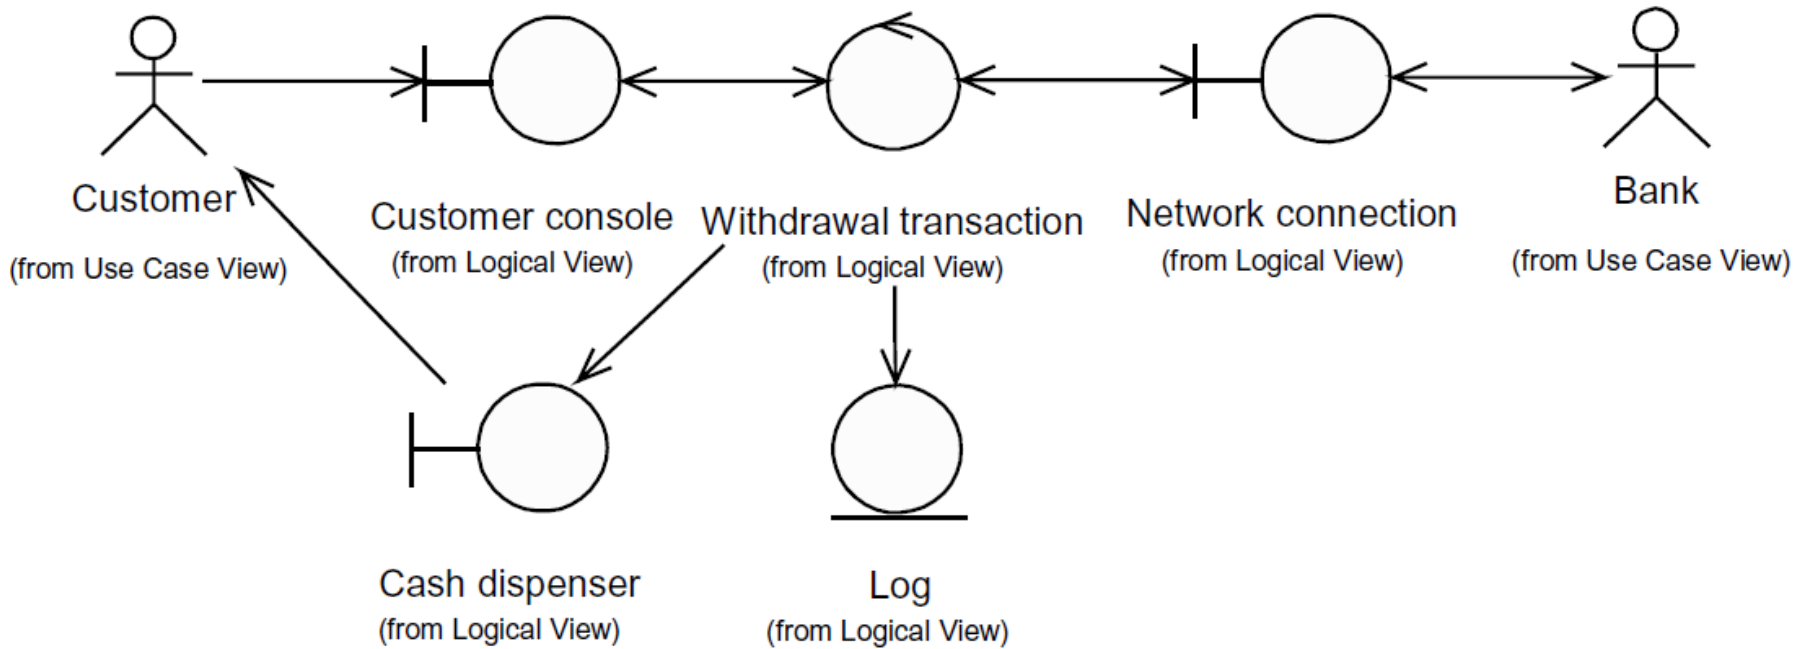 Customer
(from Use Case View)
Customer console
(from Logical View)
Withdrawal transaction
(from Logical View)
Network connection
(from Logical View)
Bank
(from Use Case View)
Cash dispenser
(from Logical View)
Log
(from Logical View)